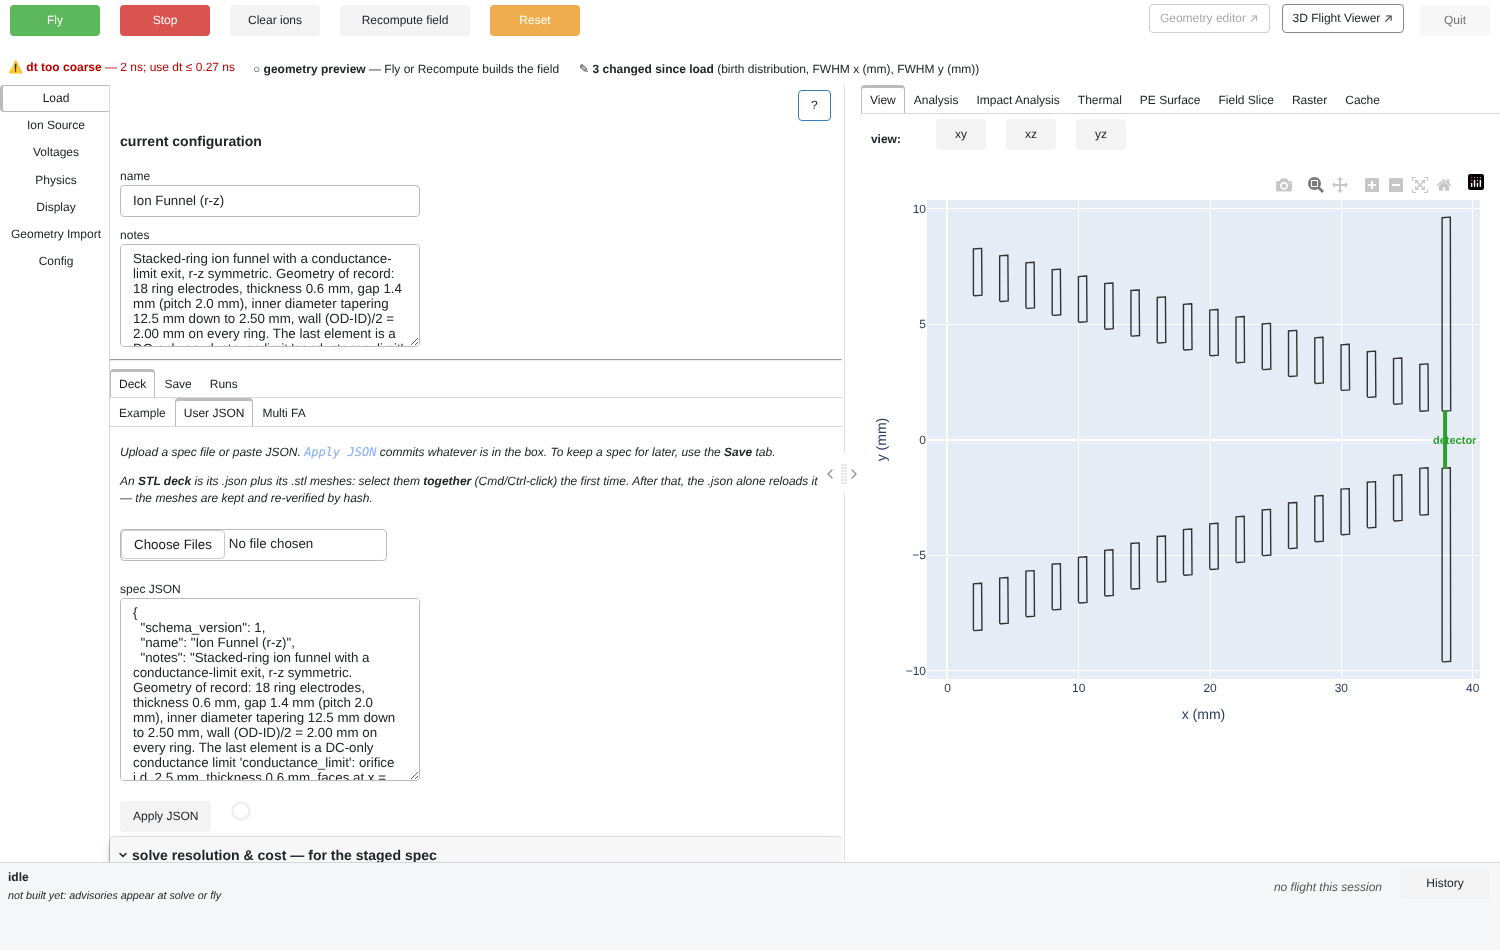 Fly
Stop
Clear ions
Recompute field
Reset
Geometry editor ↗
3D Flight Viewer ↗
Quit
⚠️ dt too coarse — 2 ns; use dt ≤ 0.27 ns
○ geometry preview — Fly or Recompute builds the field
✎ 3 changed since load (birth distribution, FWHM x (mm), FWHM y (mm))
Load
Ion Source
Voltages
Physics
Display
Geometry Import
Config
?
current configuration
name
Ion Funnel (r-z)
notes
Stacked-ring ion funnel with a conductance-
limit exit, r-z symmetric. Geometry of record:
18 ring electrodes, thickness 0.6 mm, gap 1.4
mm (pitch 2.0 mm), inner diameter tapering
12.5 mm down to 2.50 mm, wall (OD-ID)/2 =
2.00 mm on every ring. The last element is a
Deck
Save
Runs
Example
User JSON
Multi FA
Upload a spec file or paste JSON. Apply JSON commits whatever is in the box. To keep a spec for later, use the Save tab.
An STL deck is its .json plus its .stl meshes: select them together (Cmd/Ctrl-click) the first time. After that, the .json alone reloads it
— the meshes are kept and re-verified by hash.
Choose Files
No file chosen
spec JSON
{
"schema_version": 1,
"name": "Ion Funnel (r-z)",
"notes": "Stacked-ring ion funnel with a
conductance-limit exit, r-z symmetric.
Geometry of record: 18 ring electrodes,
thickness 0.6 mm, gap 1.4 mm (pitch 2.0
mm), inner diameter tapering 12.5 mm down
to 2.50 mm, wall (OD-ID)/2 = 2.00 mm on
every ring. The last element is a DC-only
conductance limit 'conductance_limit': orifice
i.d. 2.5 mm, thickness 0.6 mm, faces at x =
Apply JSON
solve resolution & cost — for the staged spec
View
Analysis
Impact Analysis
Thermal
PE Surface
Field Slice
Raster
Cache
view:
xy
xz
yz
10
5
0
−5
−10
y (mm)
detector
0
10
20
30
40
x (mm)
idle
not built yet: advisories appear at solve or fly
no flight this session
History